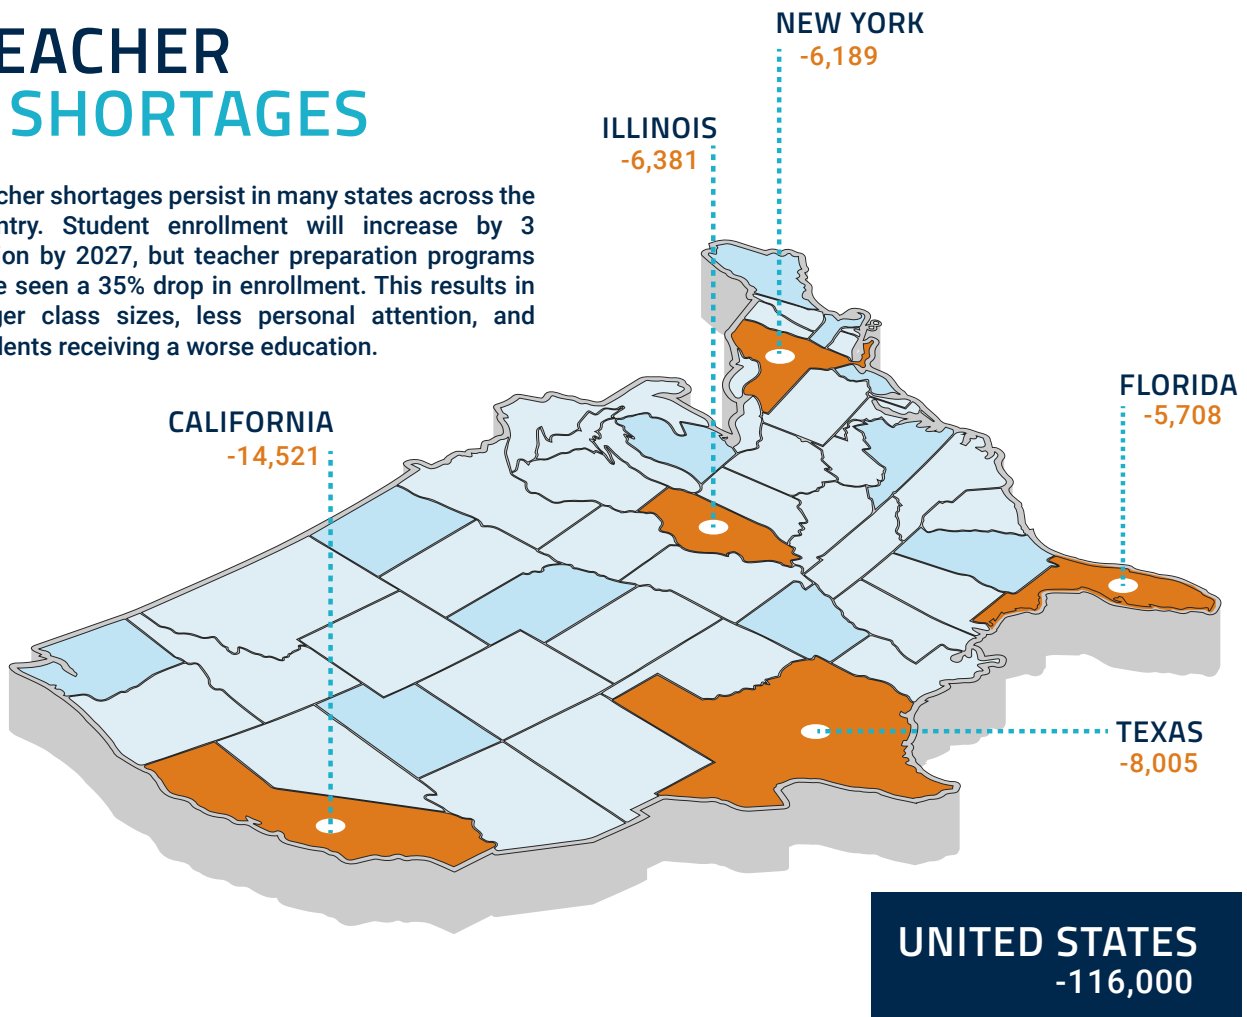 EACHER
SHORTAGES
cher shortages persist in many states across the
ntry. Student enrollment will increase by 3
ion by 2027, but teacher preparation programs
e seen a 35% drop in enrollment. This results in
ger class sizes, less personal attention, and
dents receiving a worse education.
NEW YORK
-6,189
ILLINOIS
-6,381
FLORIDA
-5,708
CALIFORNIA
-14,521
TEXAS
-8,005
UNITED STATES
-116,000